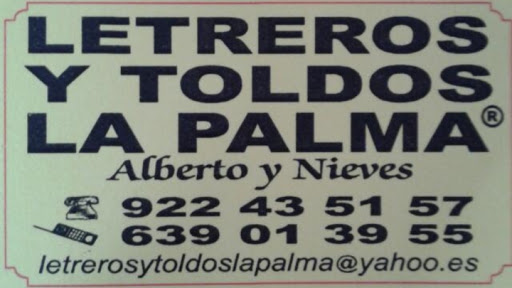 LETREROS
Y TOLDOS
LA PALMA®
Alberto y Nieves
922 43 51 57
639 01 39 55
letrerosytoldoslapalma@yahoo.es